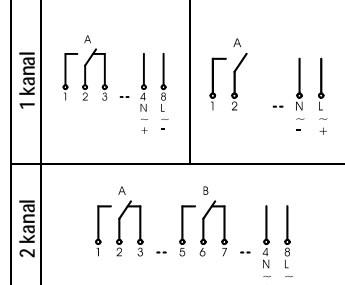 1 kanal
A
1 2 3 -- 4 8
N L
~ ~
+ -
A
1 2 -- N L
~ ~
- +
2 kanal
A B
1 2 3 -- 5 6 7 -- 4 8
N L
~ ~